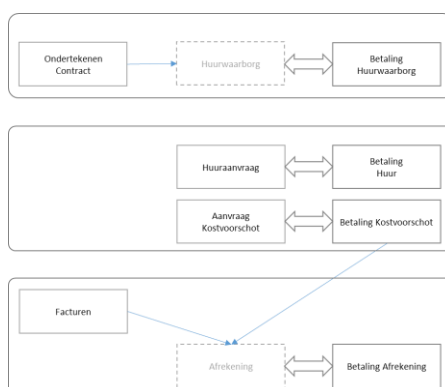 Ondertekenen
Contract
Huurwaarborg
Betaling
Huurwaarborg
Huuraanvraag
Betaling
Huur
Aanvraag
Kostvoorschot
Betaling Kostvoorschot
Facturen
Afrekening
Betaling Afrekening